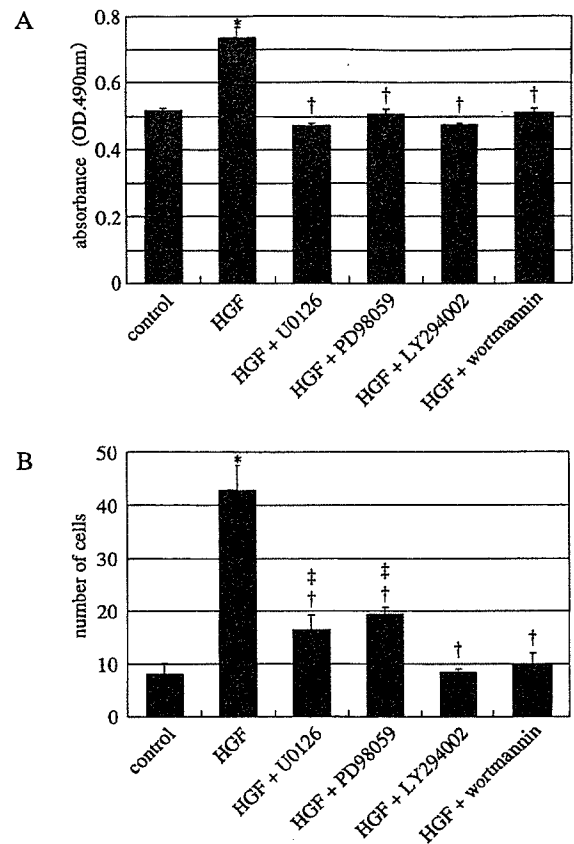 A
absorbance (OD.490nm)
0.8
0.6
0.4
0.2
0
*
†
†
†
†
control
HGF
HGF + U0126
HGF + PD98059
HGF + LY294002
HGF + wortmannin
B
number of cells
50
40
30
20
10
0
*
‡
†
‡
†
†
†
control
HGF
HGF + U0126
HGF + PD98059
HGF + LY294002
HGF + wortmannin